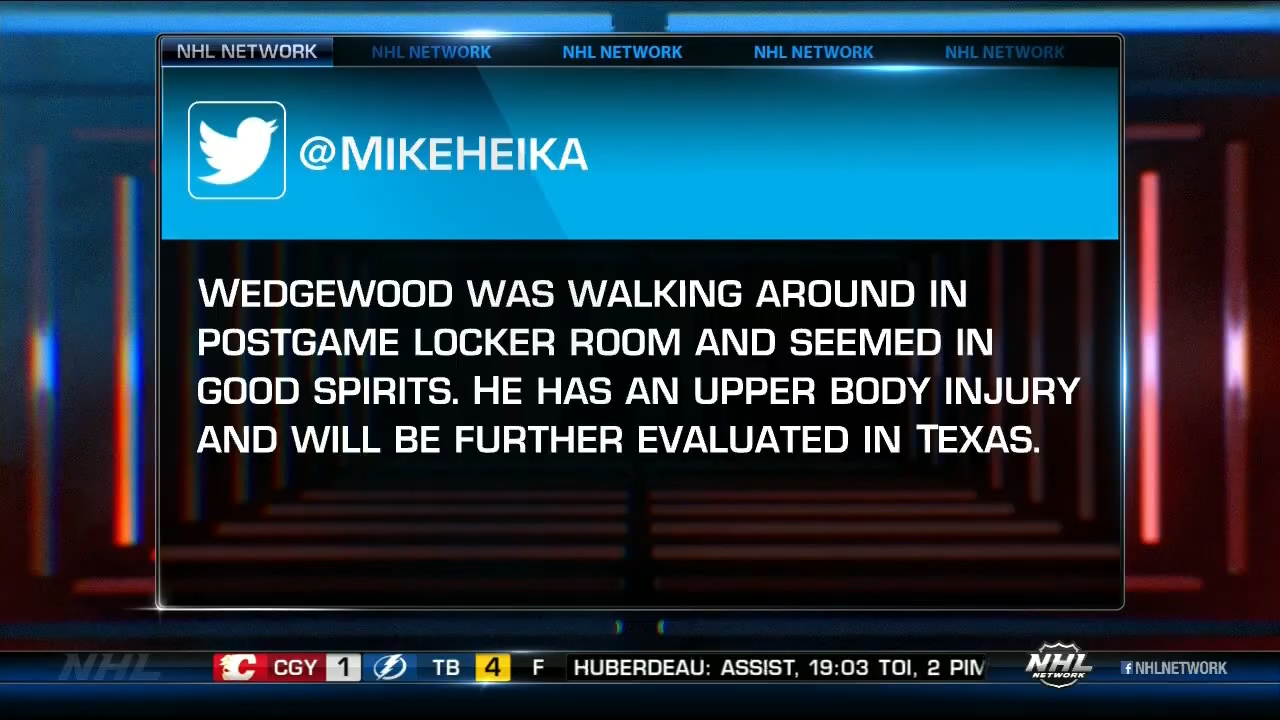 NHL NETWORK NHL NETWORK NHL NETWORK NHL NETWORK NHL NETWORK
@MIKEHEIKA
WEDGEWOOD WAS WALKING AROUND IN
POSTGAME LOCKER ROOM AND SEEMED IN
GOOD SPIRITS. HE HAS AN UPPER BODY INJURY
AND WILL BE FURTHER EVALUATED IN TEXAS.
NHL C CGY 1 TB 4 F HUBERDEAU: ASSIST, 19:03 TOI, 2 PIM NHL NETWORK f NHLNETWORK